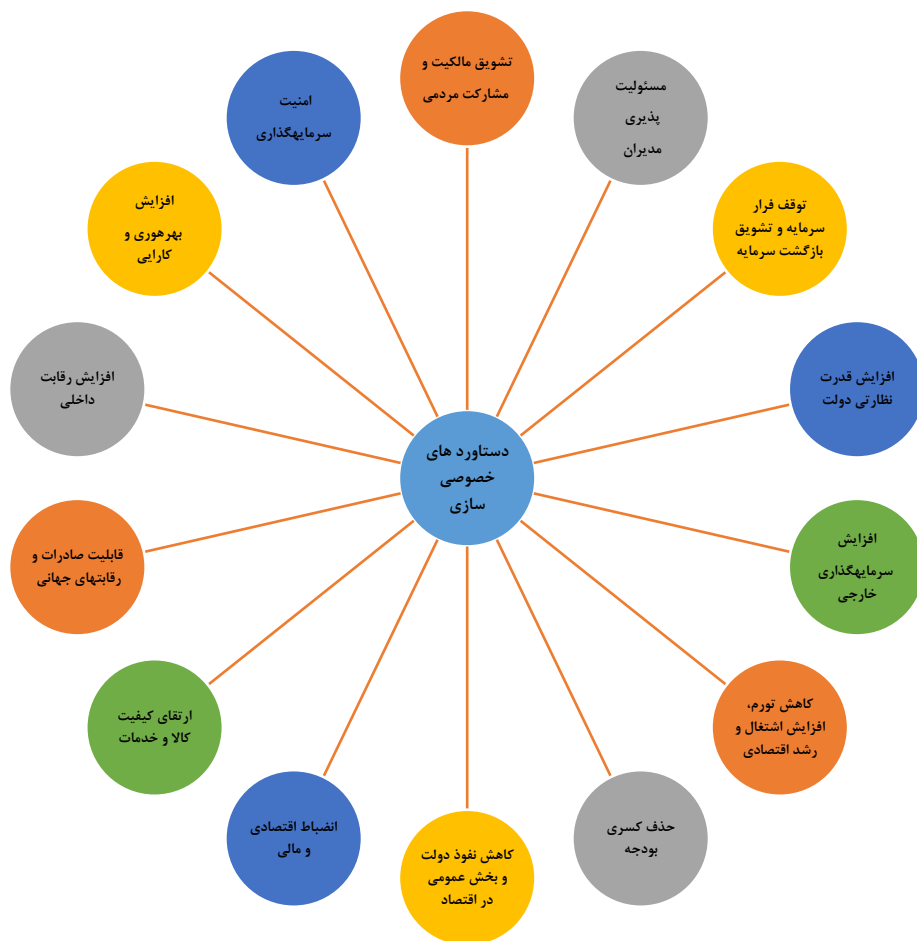 تشویق مالکیت و
مشارکت مردمی
مسئولیت
پذیری
مدیران
توقف فرار
سرمایه و تشویق
بازگشت سرمایه
افزایش قدرت
نظارتی دولت
افزایش
سرمایهگذاری
خارجی
کاهش تورم،
افزایش اشتغال و
رشد اقتصادی
حذف کسری
بودجه
کاهش نفوذ دولت
و بخش عمومی
در اقتصاد
انضباط اقتصادی
و مالی
ارتقای کیفیت
کالا و خدمات
قابلیت صادرات و
رقابتهای جهانی
افزایش رقابت
داخلی
افزایش
بهرهوری و
کارایی
امنیت
سرمایهگذاری
دستاورد های
خصوصی
سازی